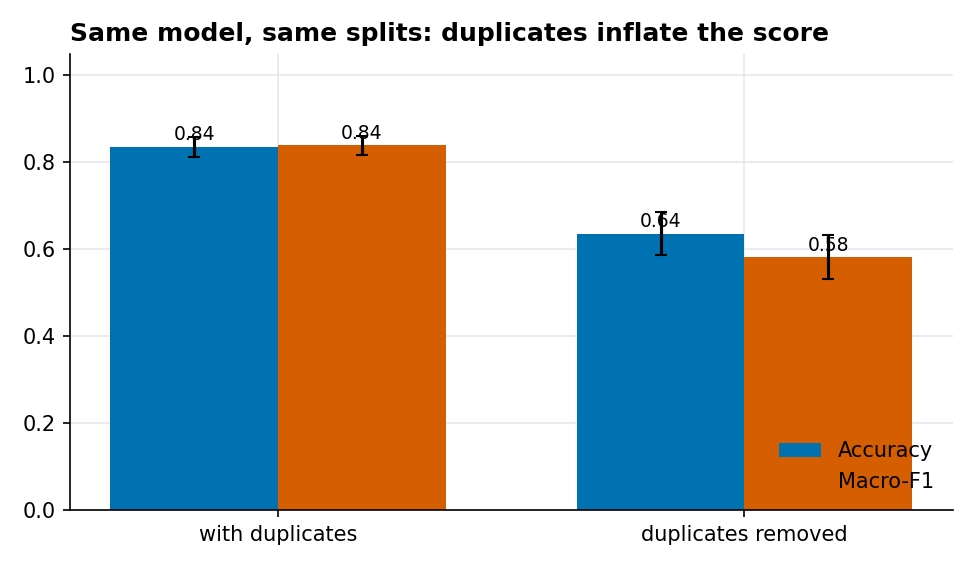 Same model, same splits: duplicates inflate the score
1.0
0.8
0.6
0.4
0.2
0.0
0.84
0.84
0.64
0.58
Accuracy
Macro-F1
with duplicates
duplicates removed